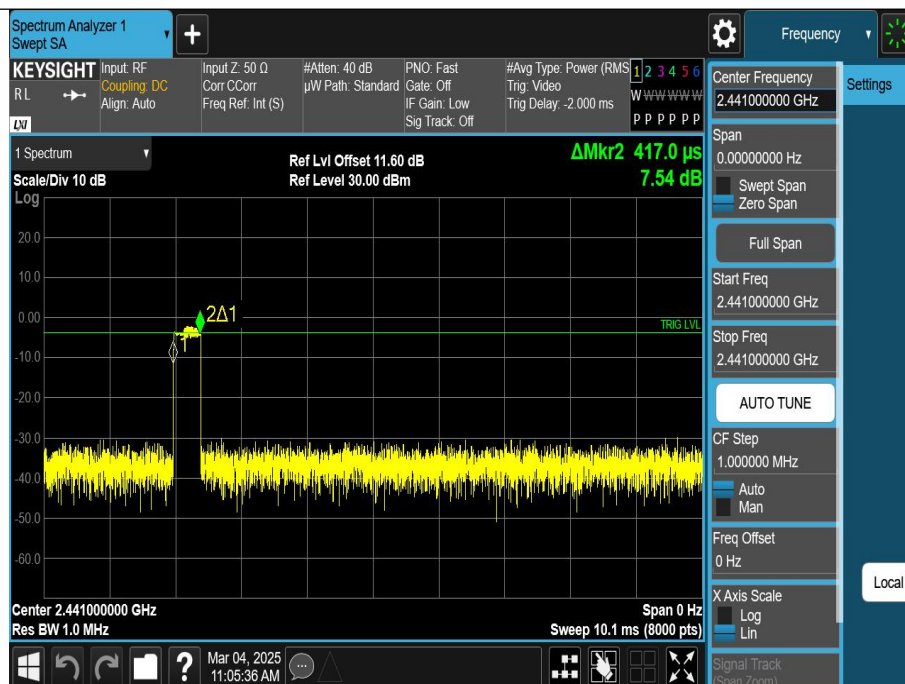 Spectrum Analyzer 1
Swept SA
+
Frequency
KEYSIGHT
RL
LXI
Input: RF
Coupling: DC
Align: Auto
Input Z: 50 Ω
Corr CCorr
Freq Ref: Int (S)
#Atten: 40 dB
µW Path: Standard
PNO: Fast
Gate: Off
IF Gain: Low
Sig Track: Off
#Avg Type: Power (RMS
Trig: Video
Trig Delay: -2.000 ms
1 2 3 4 5 6
W W W W W W
P P P P P P
1 Spectrum
Scale/Div 10 dB
Log
Ref Lvl Offset 11.60 dB
Ref Level 30.00 dBm
ΔMkr2 417.0 µs
7.54 dB
20.0
10.0
0.00
-10.0
-20.0
-30.0
-40.0
-50.0
-60.0
2Δ1
TRIG LVL
Center 2.441000000 GHz
Res BW 1.0 MHz
Span 0 Hz
Sweep 10.1 ms (8000 pts)
Center Frequency
2.441000000 GHz
Span
0.00000000 Hz
Swept Span
Zero Span
Full Span
Start Freq
2.441000000 GHz
Stop Freq
2.441000000 GHz
AUTO TUNE
CF Step
1.000000 MHz
Auto
Man
Freq Offset
0 Hz
X Axis Scale
Log
Lin
Signal Track
(Span Zoom)
Settings
Local
?
Mar 04, 2025
11:05:36 AM